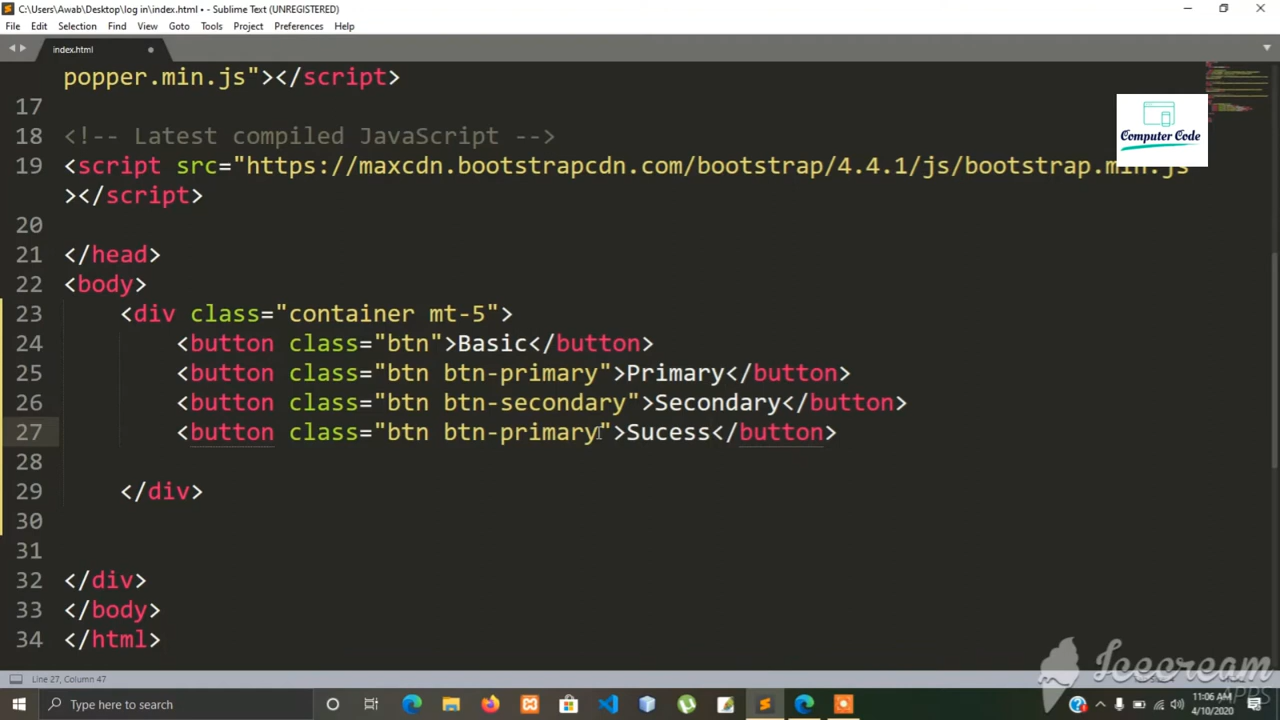 C:\Users\Awab\Desktop\log in\index.html • - Sublime Text (UNREGISTERED)
File Edit Selection Find View Goto Tools Project Preferences Help
index.html
popper.min.js"></script>
17
18 <!-- Latest compiled JavaScript -->
19 <script src="https://maxcdn.bootstrapcdn.com/bootstrap/4.4.1/js/bootstrap.min.js
></script>
20
21 </head>
22 <body>
23 <div class="container mt-5">
24 <button class="btn">Basic</button>
25 <button class="btn btn-primary">Primary</button>
26 <button class="btn btn-secondary">Secondary</button>
27 <button class="btn btn-primary">Sucess</button>
28
29 </div>
30
31
32 </div>
33 </body>
34 </html>
Computer Code
Line 27, Column 47
Icecream
APPS
Type here to search
11:06 AM
4/10/2020